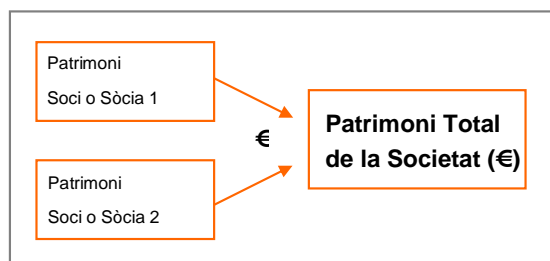 Patrimoni
Soci o Sòcia 1
€
Patrimoni Total
de la Societat (€)
Patrimoni
Soci o Sòcia 2